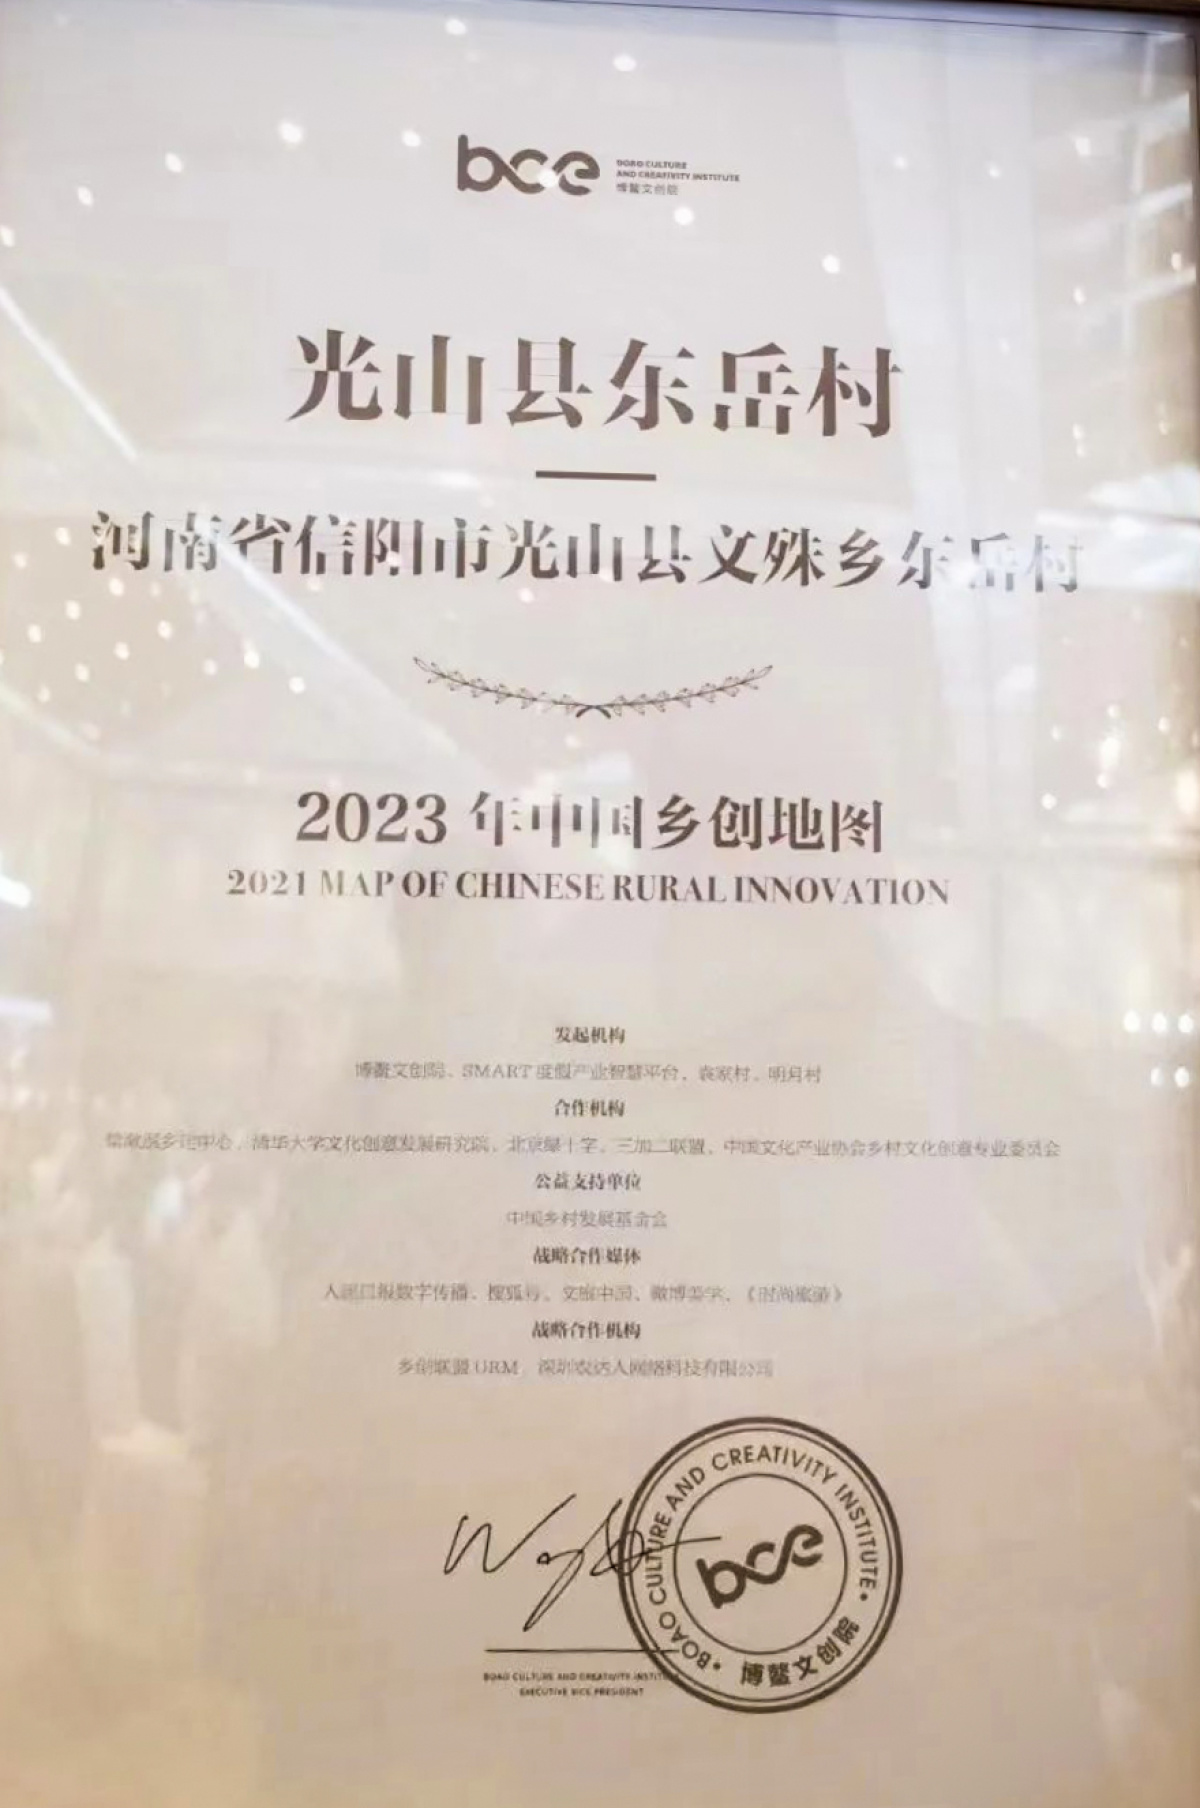 bce
BOAO CULTURE
AND CREATIVITY INSTITUTE
博鳌文创院
光山县东岳村
河南省信阳市光山县文殊乡东岳村
2023 年中国乡创地图
2021 MAP OF CHINESE RURAL INNOVATION
发起机构
博鳌文创院、SMART度假产业智慧平台、袁家村、明月村
合作机构
乡建中心、清华大学文化创意发展研究院、北京绿十字、三加二联盟、中国文化产业协会乡村文化创意专业委员会
公益支持单位
中国乡村发展基金会
战略合作媒体
人民日报数字传播、搜狐号、文旅中国、微博美学、《时尚旅游》
战略合作机构
乡创联盟URM、深圳农达人网络科技有限公司
BOAO CULTURE AND CREATIVITY INSTITUTE
EXECUTIVE VICE PRESIDENT
BOAO CULTURE AND CREATIVITY INSTITUTE
bce
博鳌文创院